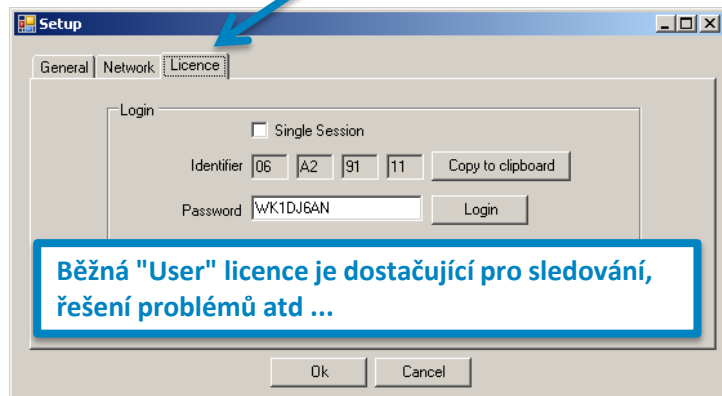 Setup
General Network Licence
Login
Single Session
Identifier 06 A2 91 11 Copy to clipboard
Password WK1DJ6AN Login
Běžná "User" licence je dostačující pro sledování,
řešení problémů atd ...
Ok Cancel